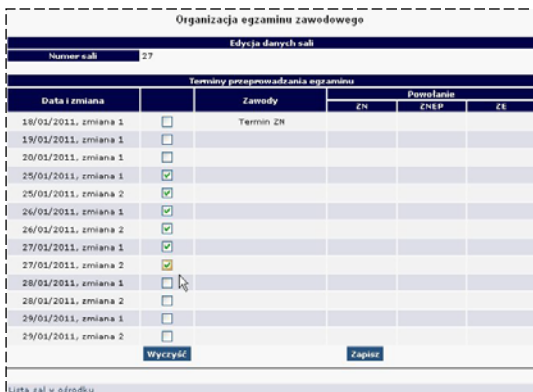 Organizacja egzaminu zawodowego
Edycja danych sali
Numer sali 27
Terminy przeprowadzania egzaminu
Data i zmiana Zawody Powołanie
ZN ZNEP ZE
18/01/2011, zmiana 1 Termin ZN
19/01/2011, zmiana 1
20/01/2011, zmiana 1
25/01/2011, zmiana 1
25/01/2011, zmiana 2
26/01/2011, zmiana 1
26/01/2011, zmiana 2
27/01/2011, zmiana 1
27/01/2011, zmiana 2
28/01/2011, zmiana 1
28/01/2011, zmiana 2
29/01/2011, zmiana 1
29/01/2011, zmiana 2
Wyczyść Zapisz
Lista sal w ośrodku